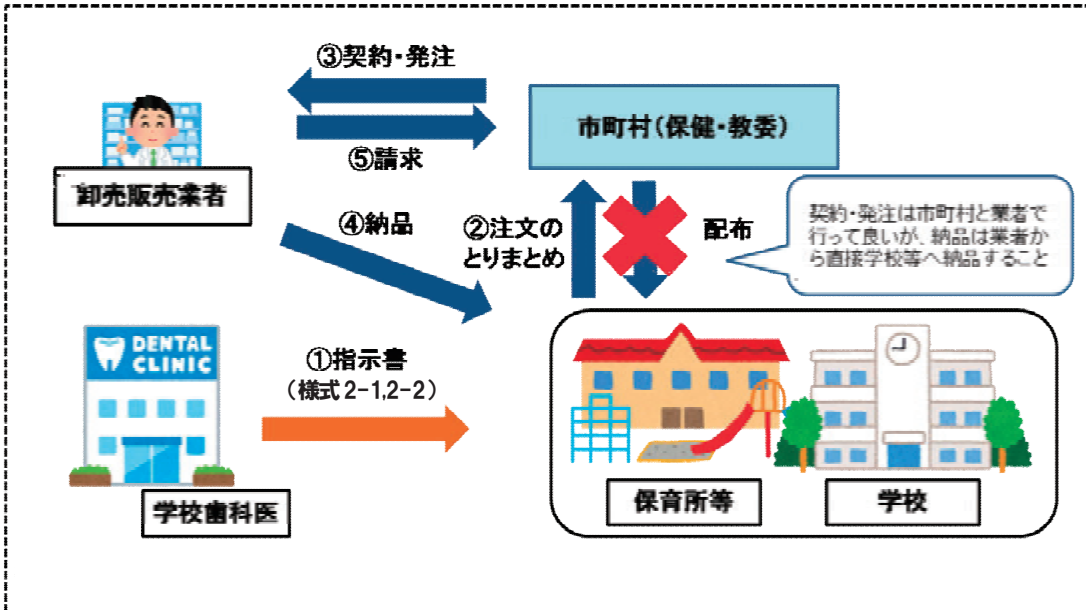 ③契約・発注
市町村(保健・教委)
⑤請求
卸売販売業者
④納品
②注文の
とりまとめ
配布
契約・発注は市町村と業者で
行って良いが、納品は業者か
ら直接学校等へ納品すること
DENTAL
CLINIC
①指示書
(様式2-1,2-2)
学校歯科医
保育所等
学校